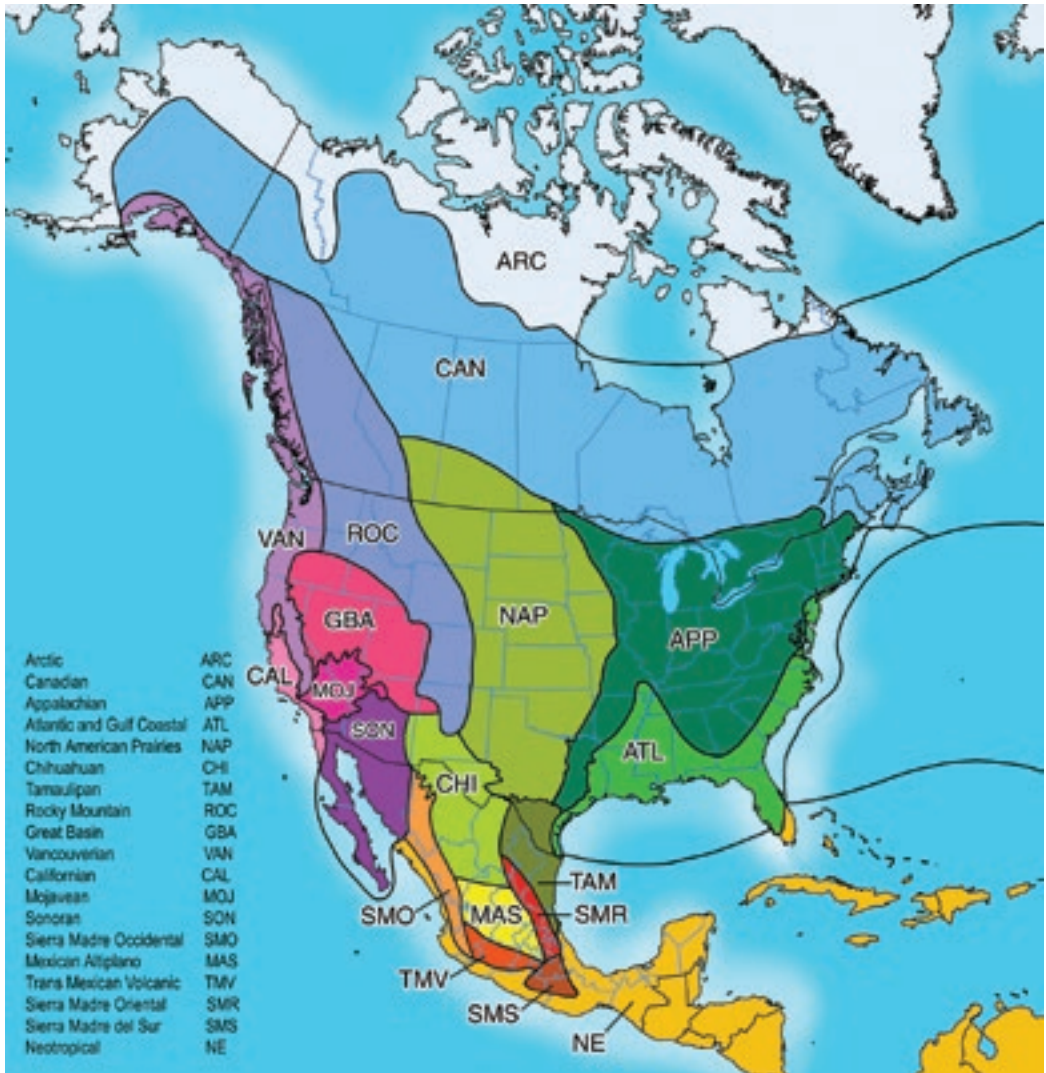 ARC
CAN
VAN
ROC
GBA
NAP
APP
CAL
MOJ
SON
ATL
CHI
TAM
SMO
MAS
SMR
TMV
SMS
NE
Arctic ARC
Canadian CAN
Appalachian APP
Atlantic and Gulf Coastal ATL
North American Prairies NAP
Chihuahuan CHI
Tamaulipan TAM
Rocky Mountain ROC
Great Basin GBA
Vancouverian VAN
Californian CAL
Mojavean MOJ
Sonoran SON
Sierra Madre Occidental SMO
Mexican Altiplano MAS
Trans Mexican Volcanic TMV
Sierra Madre Oriental SMR
Sierra Madre del Sur SMS
Neotropical NE